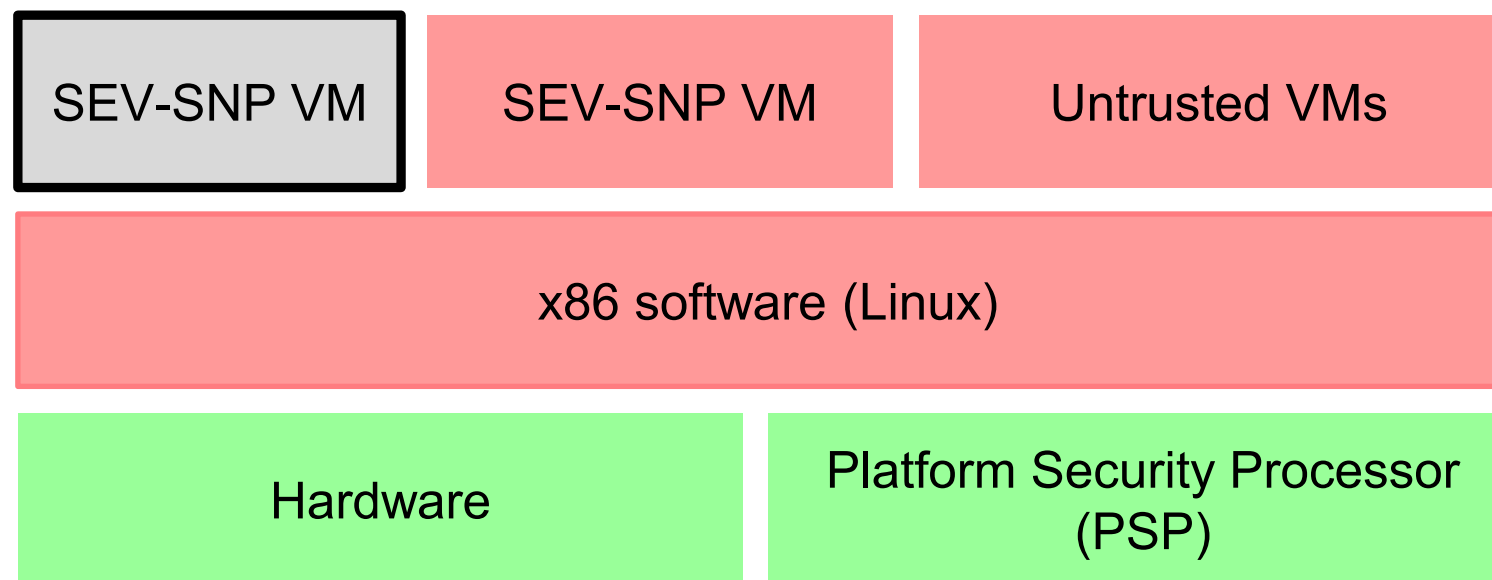 SEV-SNP VM
SEV-SNP VM
Untrusted VMs
x86 software (Linux)
Hardware
Platform Security Processor
(PSP)